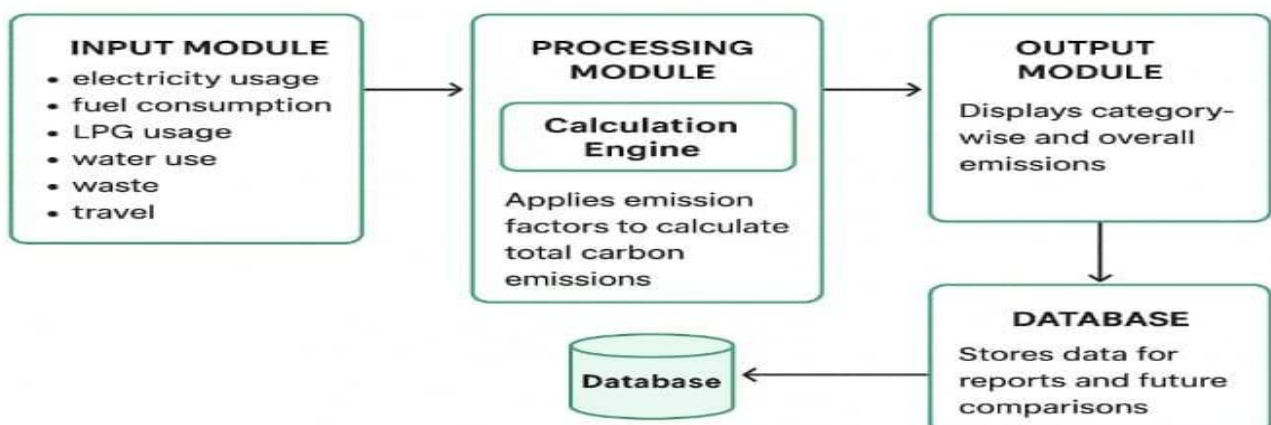 INPUT MODULE
• electricity usage
• fuel consumption
• LPG usage
• water use
• waste
• travel
PROCESSING
MODULE
Calculation
Engine
Applies emission
factors to calculate
total carbon
emissions
OUTPUT
MODULE
Displays category-
wise and overall
emissions
DATABASE
Stores data for
reports and future
comparisons
Database